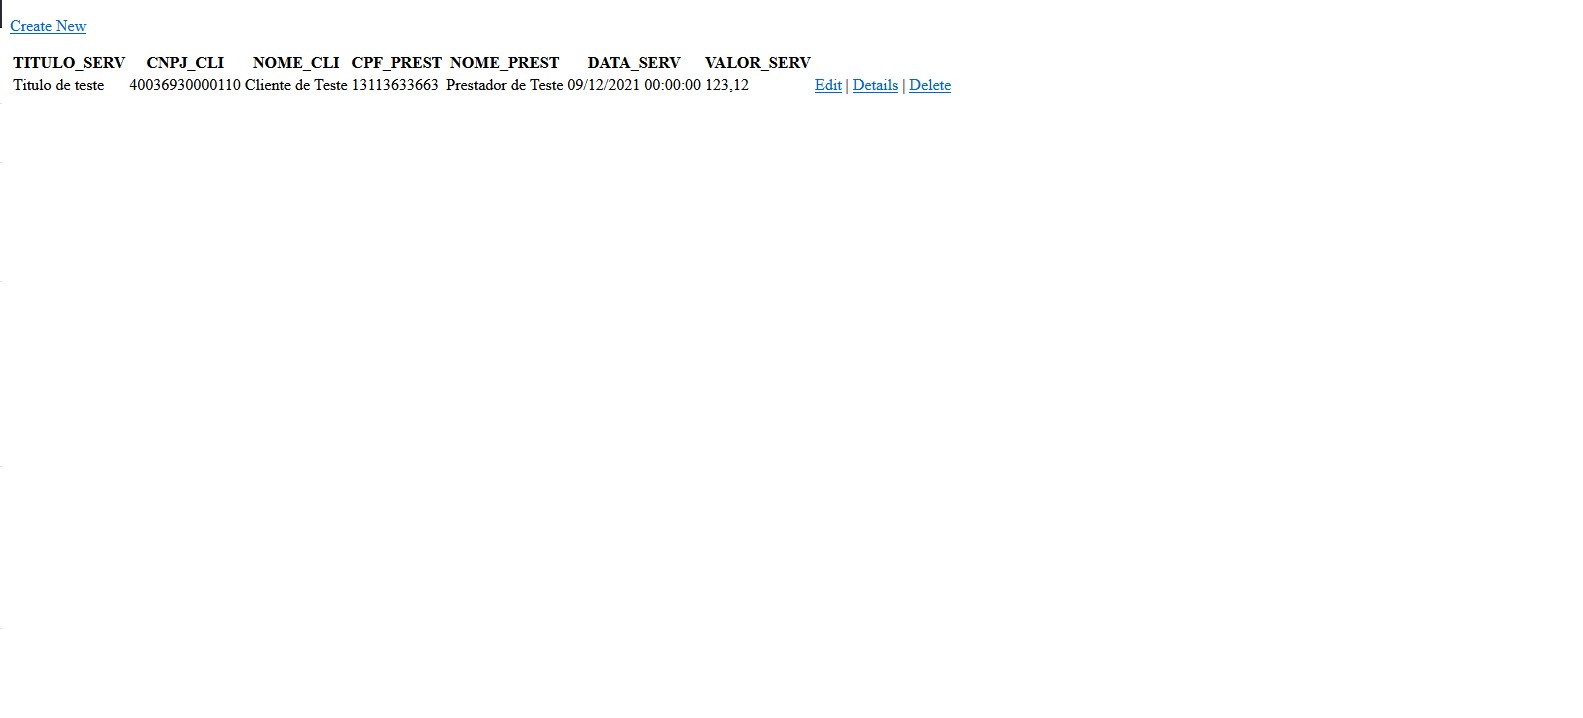 Create New
TITULO_SERV CNPJ_CLI NOME_CLI CPF_PREST NOME_PREST DATA_SERV VALOR_SERV
Titulo de teste 40036930000110 Cliente de Teste 13113633663 Prestador de Teste 09/12/2021 00:00:00 123,12 Edit | Details | Delete